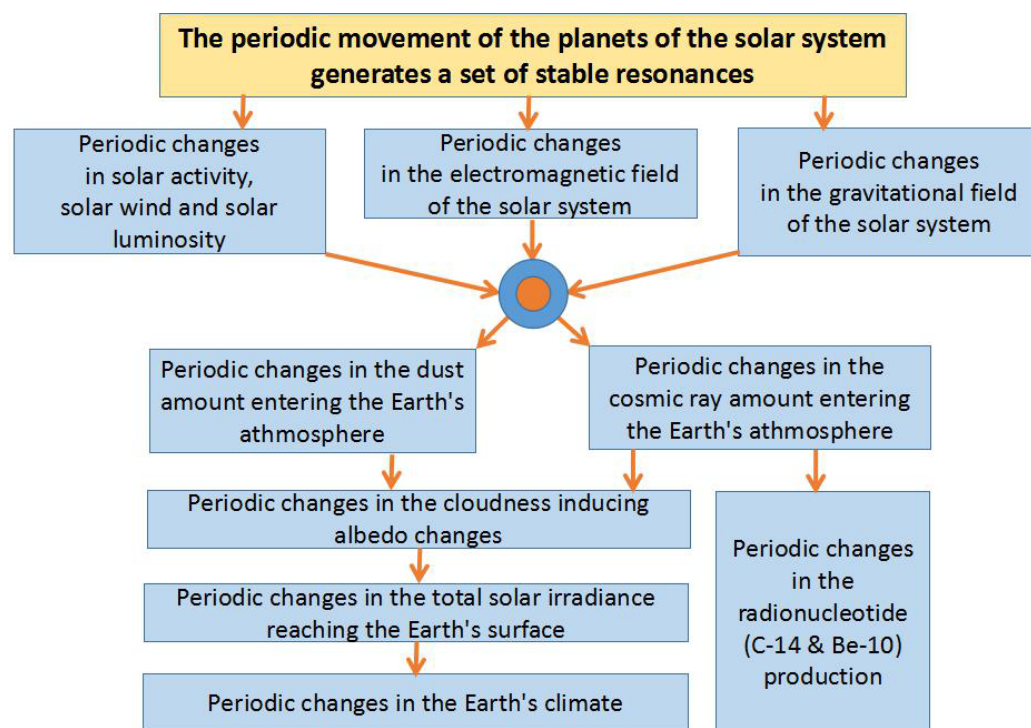 The periodic movement of the planets of the solar system
generates a set of stable resonances
Periodic changes
in solar activity,
solar wind and solar
luminosity
Periodic changes
in the electromagnetic field
of the solar system
Periodic changes
in the gravitational field
of the solar system
Periodic changes in the dust
amount entering the Earth's
athmosphere
Periodic changes in the
cosmic ray amount entering
the Earth's athmosphere
Periodic changes in the cloudness inducing
albedo changes
Periodic changes
in the
radionucleotide
(C-14 & Be-10)
production
Periodic changes in the total solar irradiance
reaching the Earth's surface
Periodic changes in the Earth's climate